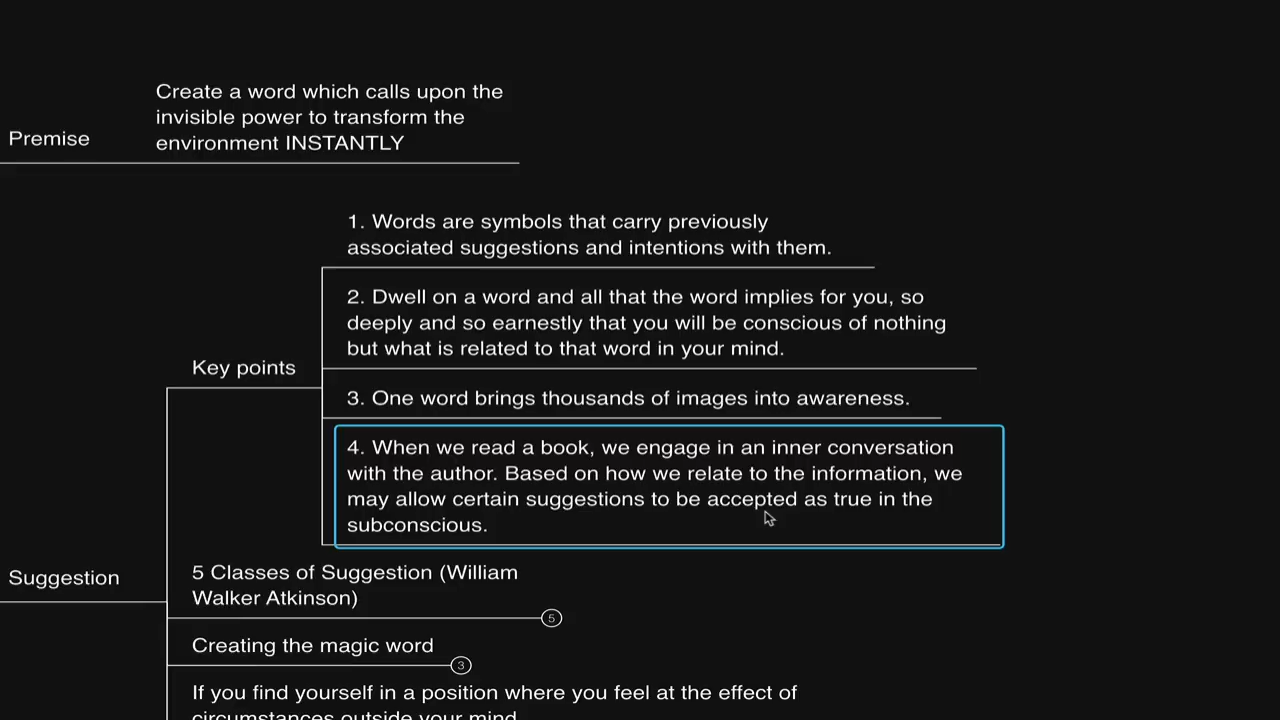 Create a word which calls upon the
invisible power to transform the
environment INSTANTLY
Premise
1. Words are symbols that carry previously
associated suggestions and intentions with them.
2. Dwell on a word and all that the word implies for you, so
deeply and so earnestly that you will be conscious of nothing
but what is related to that word in your mind.
Key points
3. One word brings thousands of images into awareness.
4. When we read a book, we engage in an inner conversation
with the author. Based on how we relate to the information, we
may allow certain suggestions to be accepted as true in the
subconscious.
Suggestion
5 Classes of Suggestion (William
Walker Atkinson)
5
Creating the magic word
3
If you find yourself in a position where you feel at the effect of
circumstances outside your mind